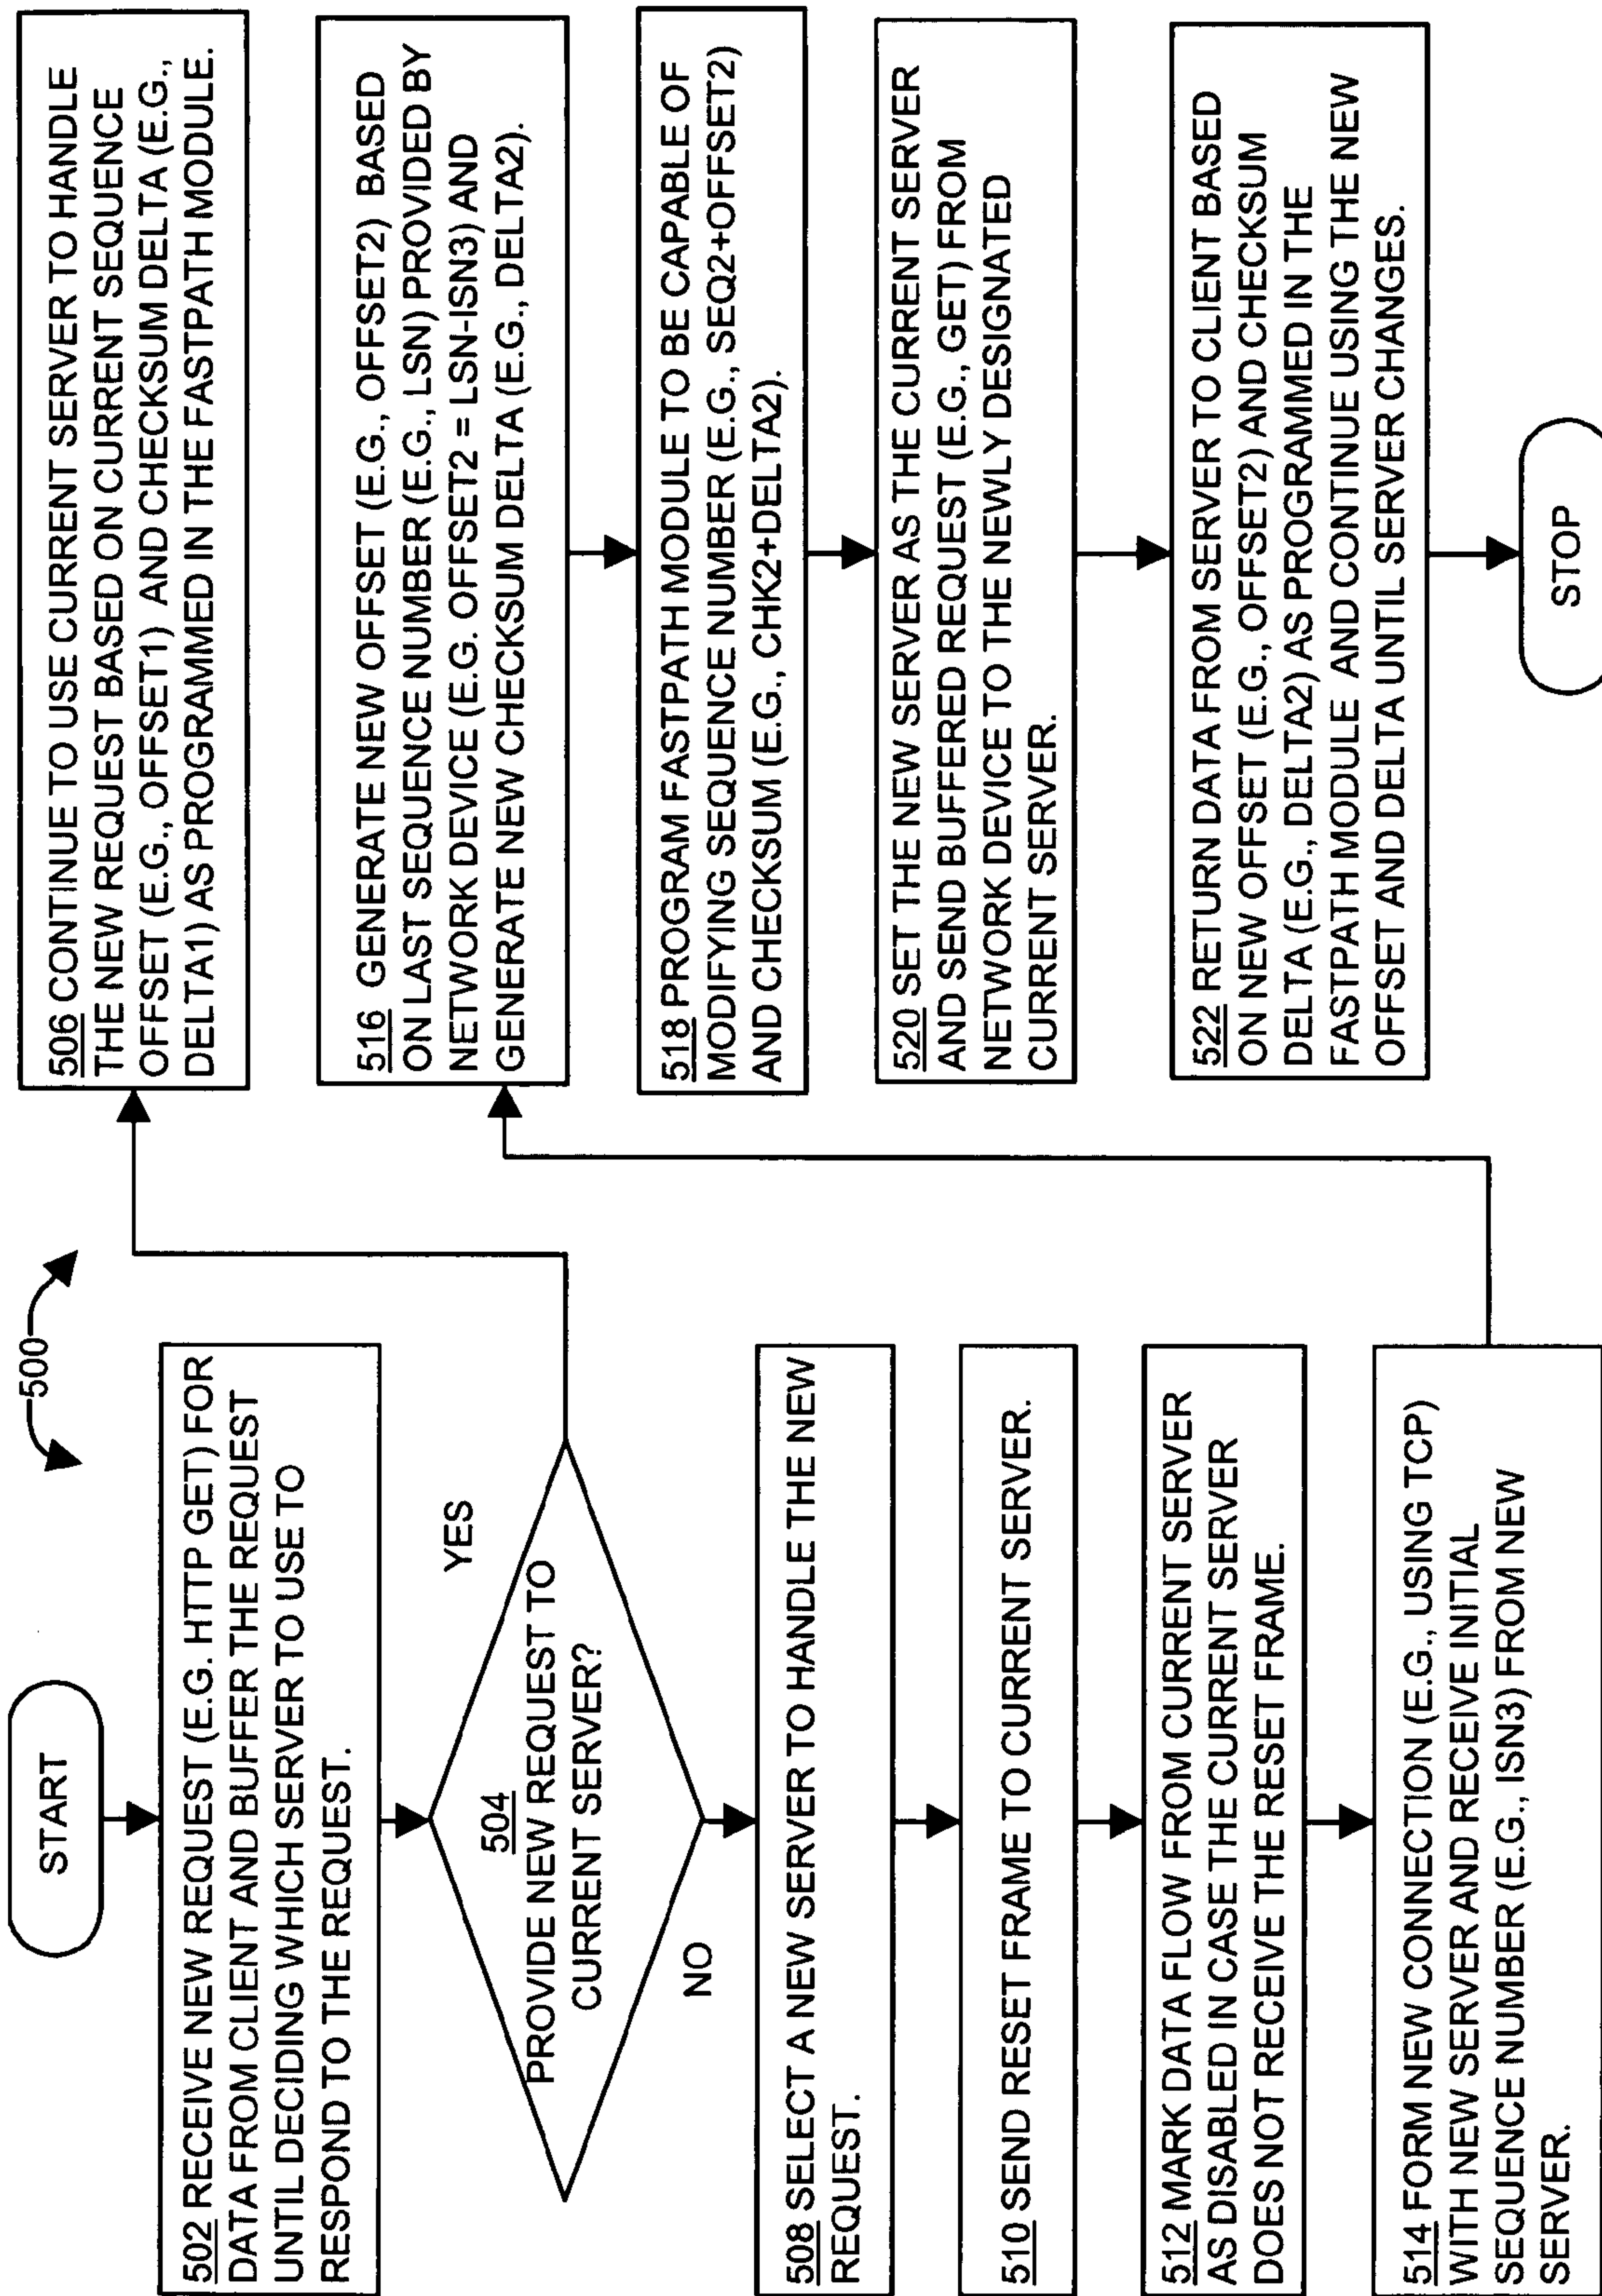 500
START
502 RECEIVE NEW REQUEST (E.G. HTTP GET) FOR
DATA FROM CLIENT AND BUFFER THE REQUEST
UNTIL DECIDING WHICH SERVER TO USE TO
RESPOND TO THE REQUEST.
504
PROVIDE NEW REQUEST TO
CURRENT SERVER?
YES
NO
508 SELECT A NEW SERVER TO HANDLE THE NEW
REQUEST.
510 SEND RESET FRAME TO CURRENT SERVER.
512 MARK DATA FLOW FROM CURRENT SERVER
AS DISABLED IN CASE THE CURRENT SERVER
DOES NOT RECEIVE THE RESET FRAME.
514 FORM NEW CONNECTION (E.G., USING TCP)
WITH NEW SERVER AND RECEIVE INITIAL
SEQUENCE NUMBER (E.G., ISN3) FROM NEW
SERVER.
506 CONTINUE TO USE CURRENT SERVER TO HANDLE
THE NEW REQUEST BASED ON CURRENT SEQUENCE
OFFSET (E.G., OFFSET1) AND CHECKSUM DELTA (E.G.,
DELTA1) AS PROGRAMMED IN THE FASTPATH MODULE.
516 GENERATE NEW OFFSET (E.G., OFFSET2) BASED
ON LAST SEQUENCE NUMBER (E.G., LSN) PROVIDED BY
NETWORK DEVICE (E.G. OFFSET2 = LSN-ISN3) AND
GENERATE NEW CHECKSUM DELTA (E.G., DELTA2).
518 PROGRAM FASTPATH MODULE TO BE CAPABLE OF
MODIFYING SEQUENCE NUMBER (E.G., SEQ2+OFFSET2)
AND CHECKSUM (E.G., CHK2+DELTA2).
520 SET THE NEW SERVER AS THE CURRENT SERVER
AND SEND BUFFERED REQUEST (E.G., GET) FROM
NETWORK DEVICE TO THE NEWLY DESIGNATED
CURRENT SERVER.
522 RETURN DATA FROM SERVER TO CLIENT BASED
ON NEW OFFSET (E.G., OFFSET2) AND CHECKSUM
DELTA (E.G., DELTA2) AS PROGRAMMED IN THE
FASTPATH MODULE AND CONTINUE USING THE NEW
OFFSET AND DELTA UNTIL SERVER CHANGES.
STOP